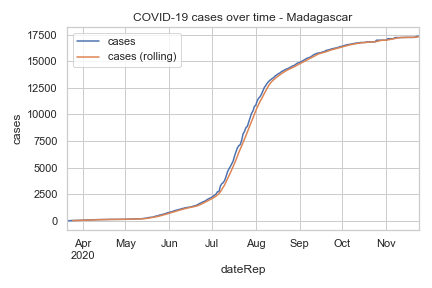 COVID-19 cases over time - Madagascar
cases
cases (rolling)
17500
15000
12500
10000
7500
5000
2500
0
cases
Apr May Jun Jul Aug Sep Oct Nov
2020
dateRep